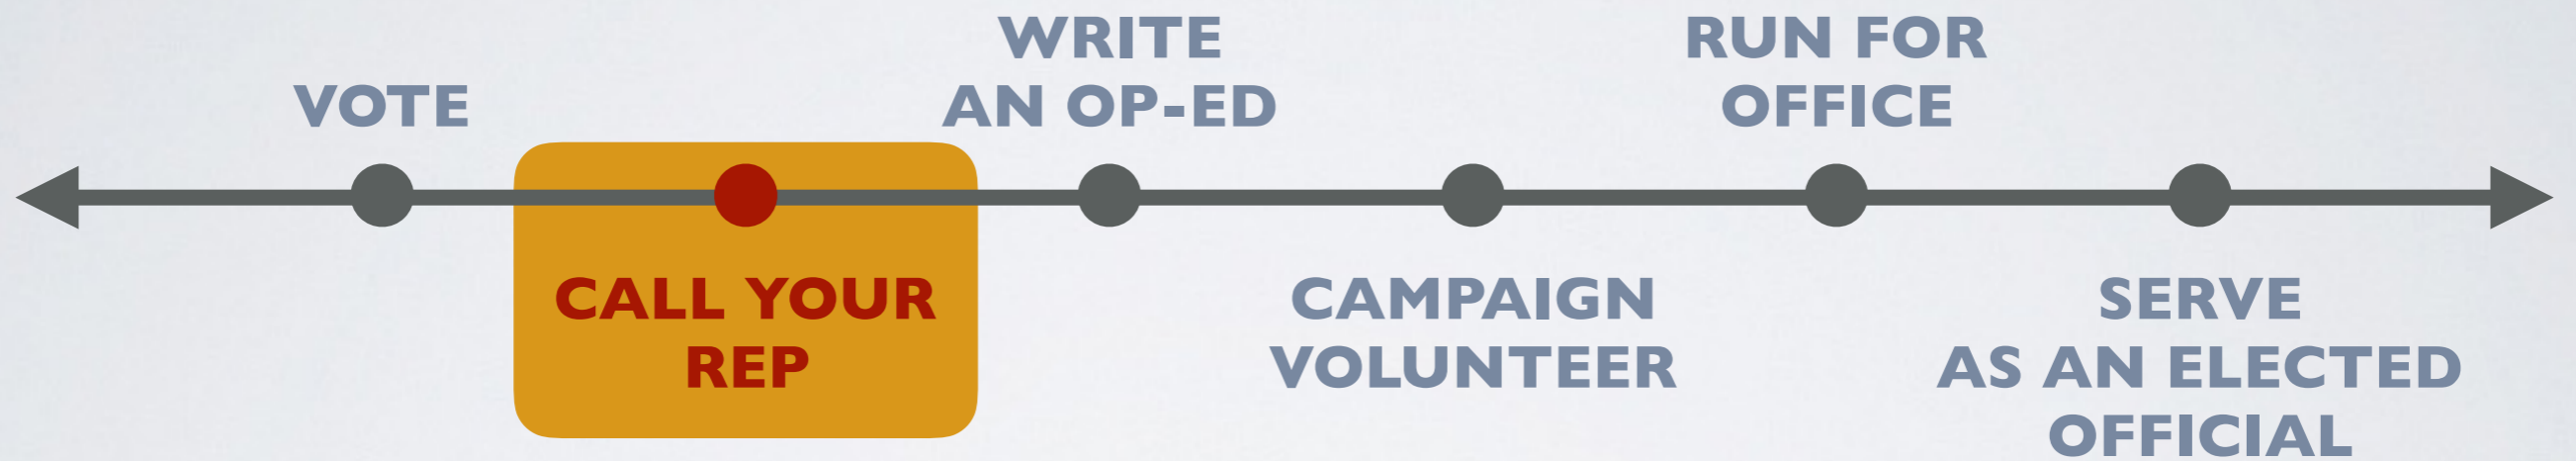 VOTE
CALL YOUR
REP
WRITE
AN OP-ED
CAMPAIGN
VOLUNTEER
RUN FOR
OFFICE
SERVE
AS AN ELECTED
OFFICIAL